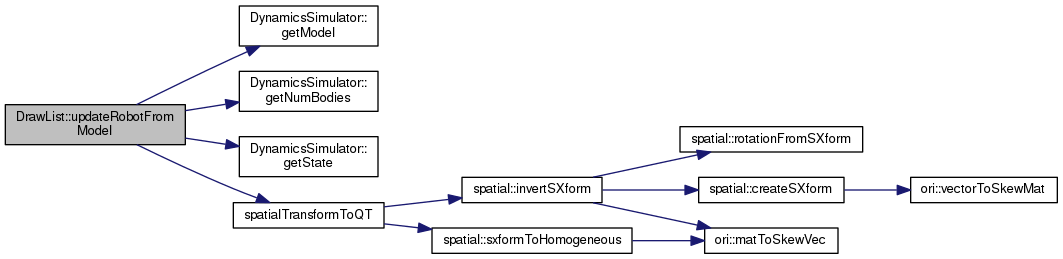 DrawList::updateRobotFrom
Model
DynamicsSimulator::
getModel
DynamicsSimulator::
getNumBodies
DynamicsSimulator::
getState
spatialTransformToQT
spatial::invertSXform
spatial::sxformToHomogeneous
spatial::rotationFromSXform
spatial::createSXform
ori::matToSkewVec
ori::vectorToSkewMat